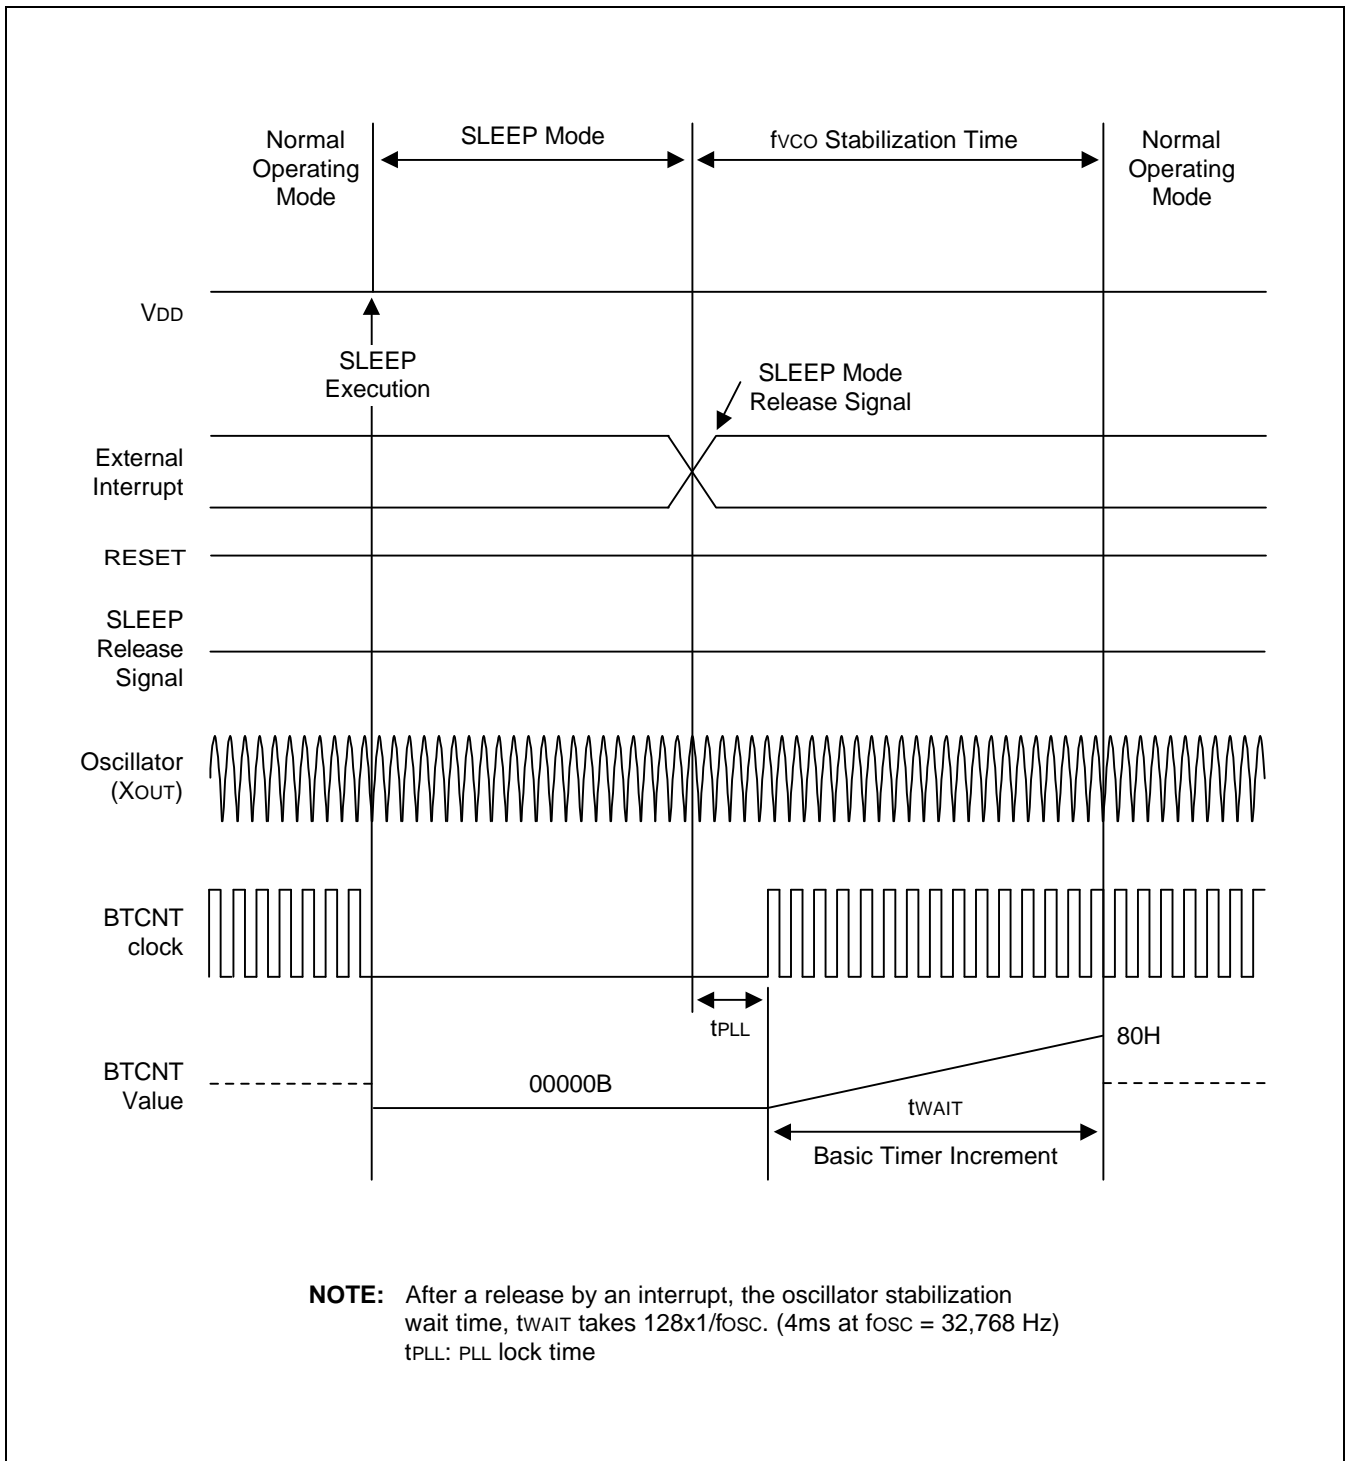 Normal
Operating
Mode
SLEEP Mode
fVCO Stabilization Time
Normal
Operating
Mode
VDD
SLEEP
Execution
SLEEP Mode
Release Signal
External
Interrupt
RESET
SLEEP
Release
Signal
Oscillator
(XOUT)
BTCNT
clock
tPLL
80H
BTCNT
Value
00000B
tWAIT
Basic Timer Increment
NOTE: After a release by an interrupt, the oscillator stabilization
wait time, tWAIT takes 128x1/fOSC. (4ms at fOSC = 32,768 Hz)
tPLL: PLL lock time